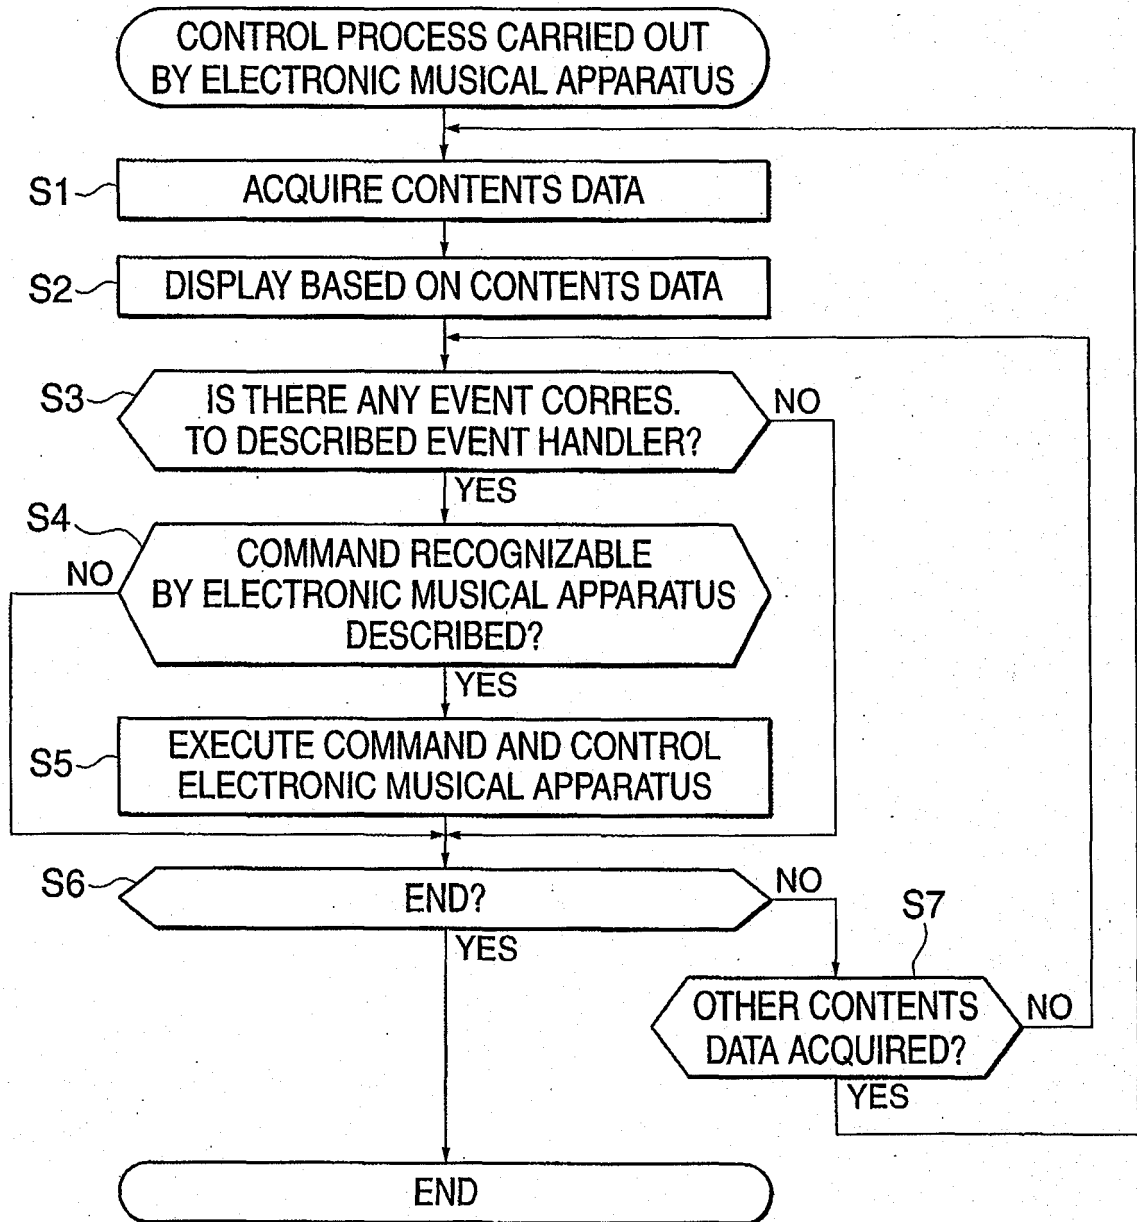 CONTROL PROCESS CARRIED OUT
BY ELECTRONIC MUSICAL APPARATUS
S1
ACQUIRE CONTENTS DATA
S2
DISPLAY BASED ON CONTENTS DATA
S3
IS THERE ANY EVENT CORRES.
TO DESCRIBED EVENT HANDLER?
NO
YES
S4
NO
COMMAND RECOGNIZABLE
BY ELECTRONIC MUSICAL APPARATUS
DESCRIBED?
YES
S5
EXECUTE COMMAND AND CONTROL
ELECTRONIC MUSICAL APPARATUS
S6
END?
NO
YES
S7
OTHER CONTENTS
DATA ACQUIRED?
NO
YES
END